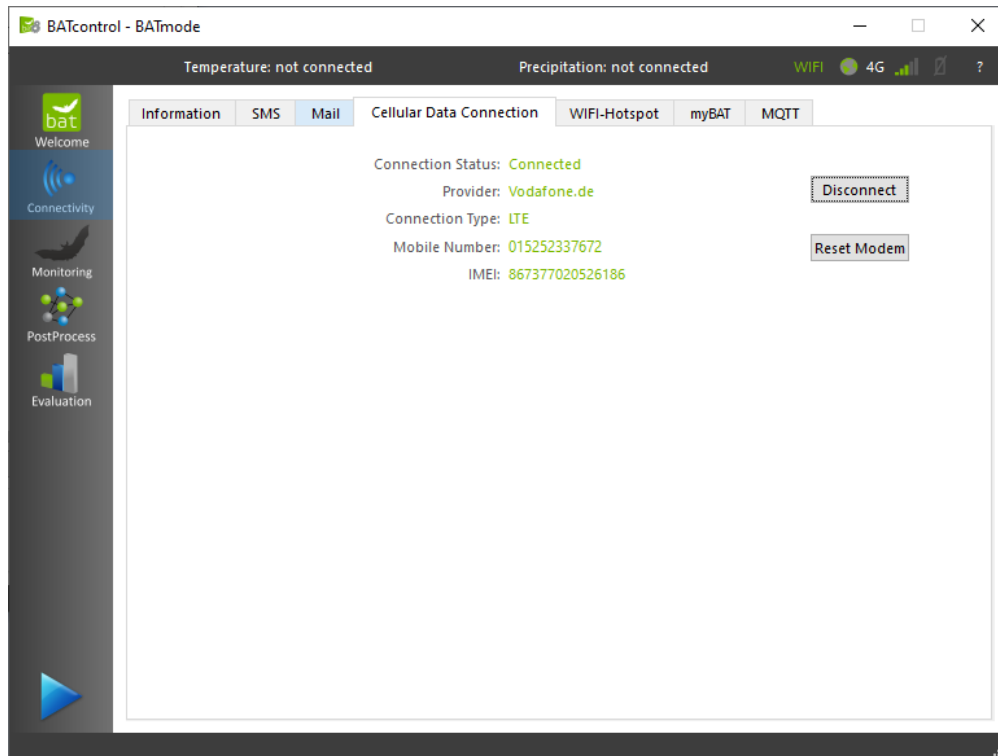 BATcontrol - BATmode
Temperature: not connected Precipitation: not connected WIFI 4G ?
Information SMS Mail Cellular Data Connection WIFI-Hotspot myBAT MQTT
bat
Welcome
Connectivity
Monitoring
PostProcess
Evaluation
Connection Status: Connected
Provider: Vodafone.de
Connection Type: LTE
Mobile Number: 015252337672
IMEI: 867377020526186
Disconnect
Reset Modem